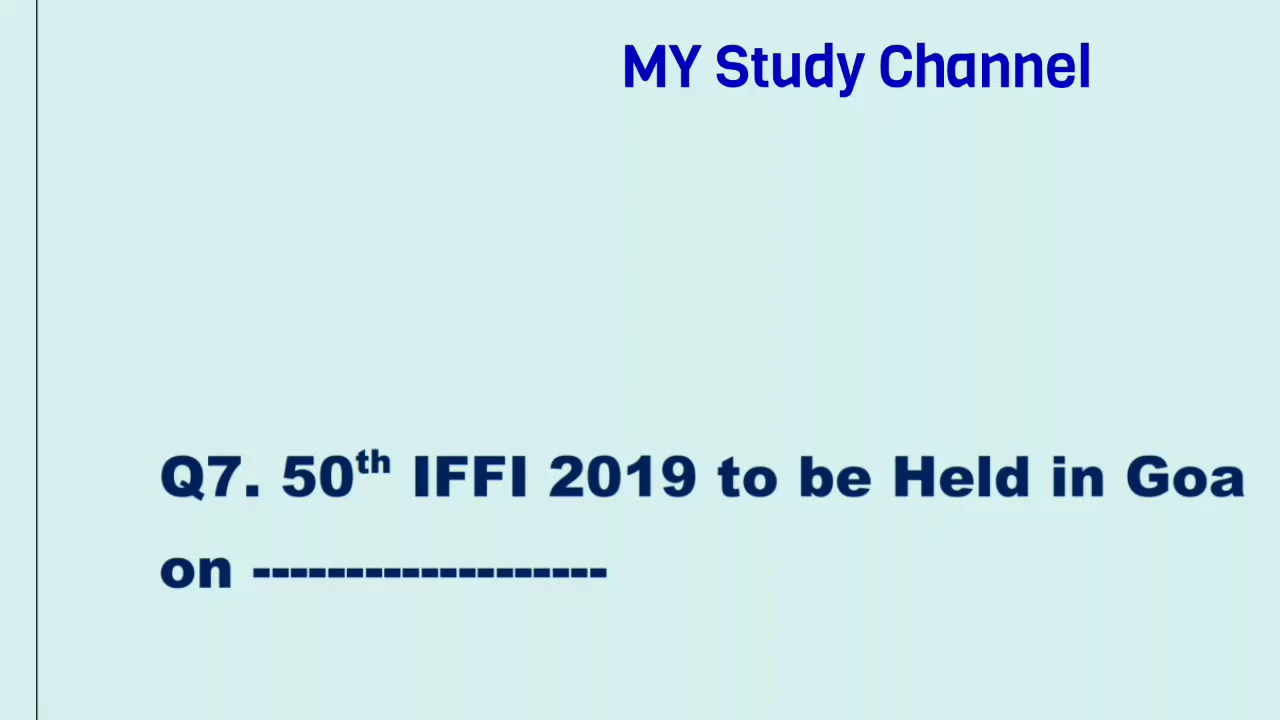 MY Study Channel
Q7. 50th IFFI 2019 to be Held in Goa
on -------------------